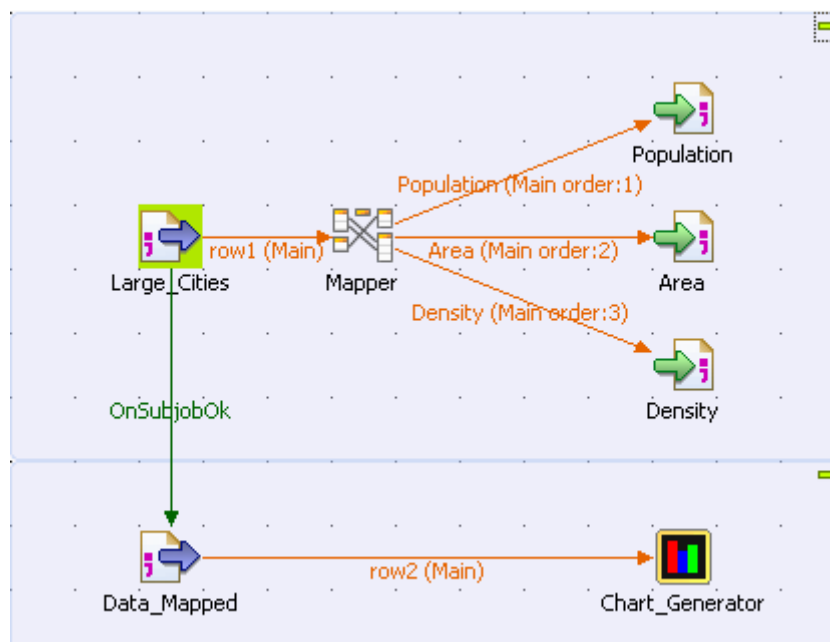 Population
Population (Main order:1)
row1 (Main)
Area (Main order:2)
Large_Cities
Mapper
Area
Density (Main order:3)
OnSubjobOk
Density
row2 (Main)
Data_Mapped
Chart_Generator